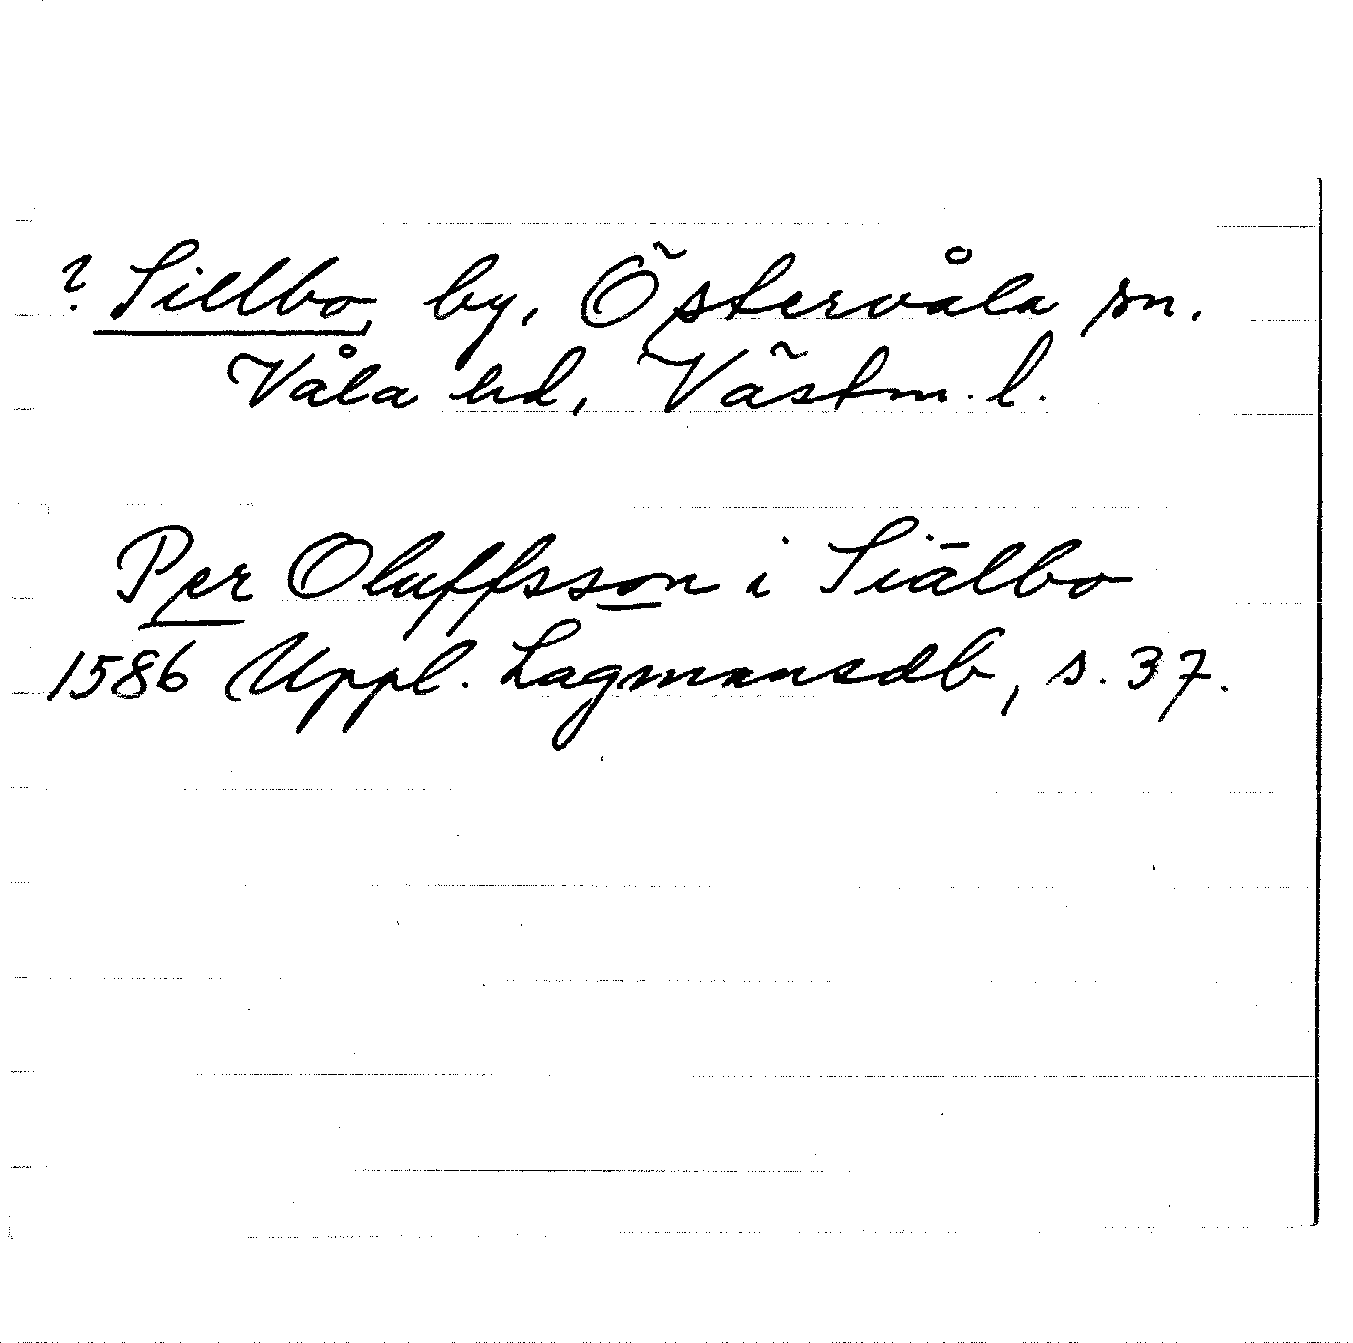 ? Sillbo, by, Östervåla sn.
Våla hd, Västm. l.
Per Oluffsson i Siälbo
1586 Uppl. Lagmansdb, s. 37.